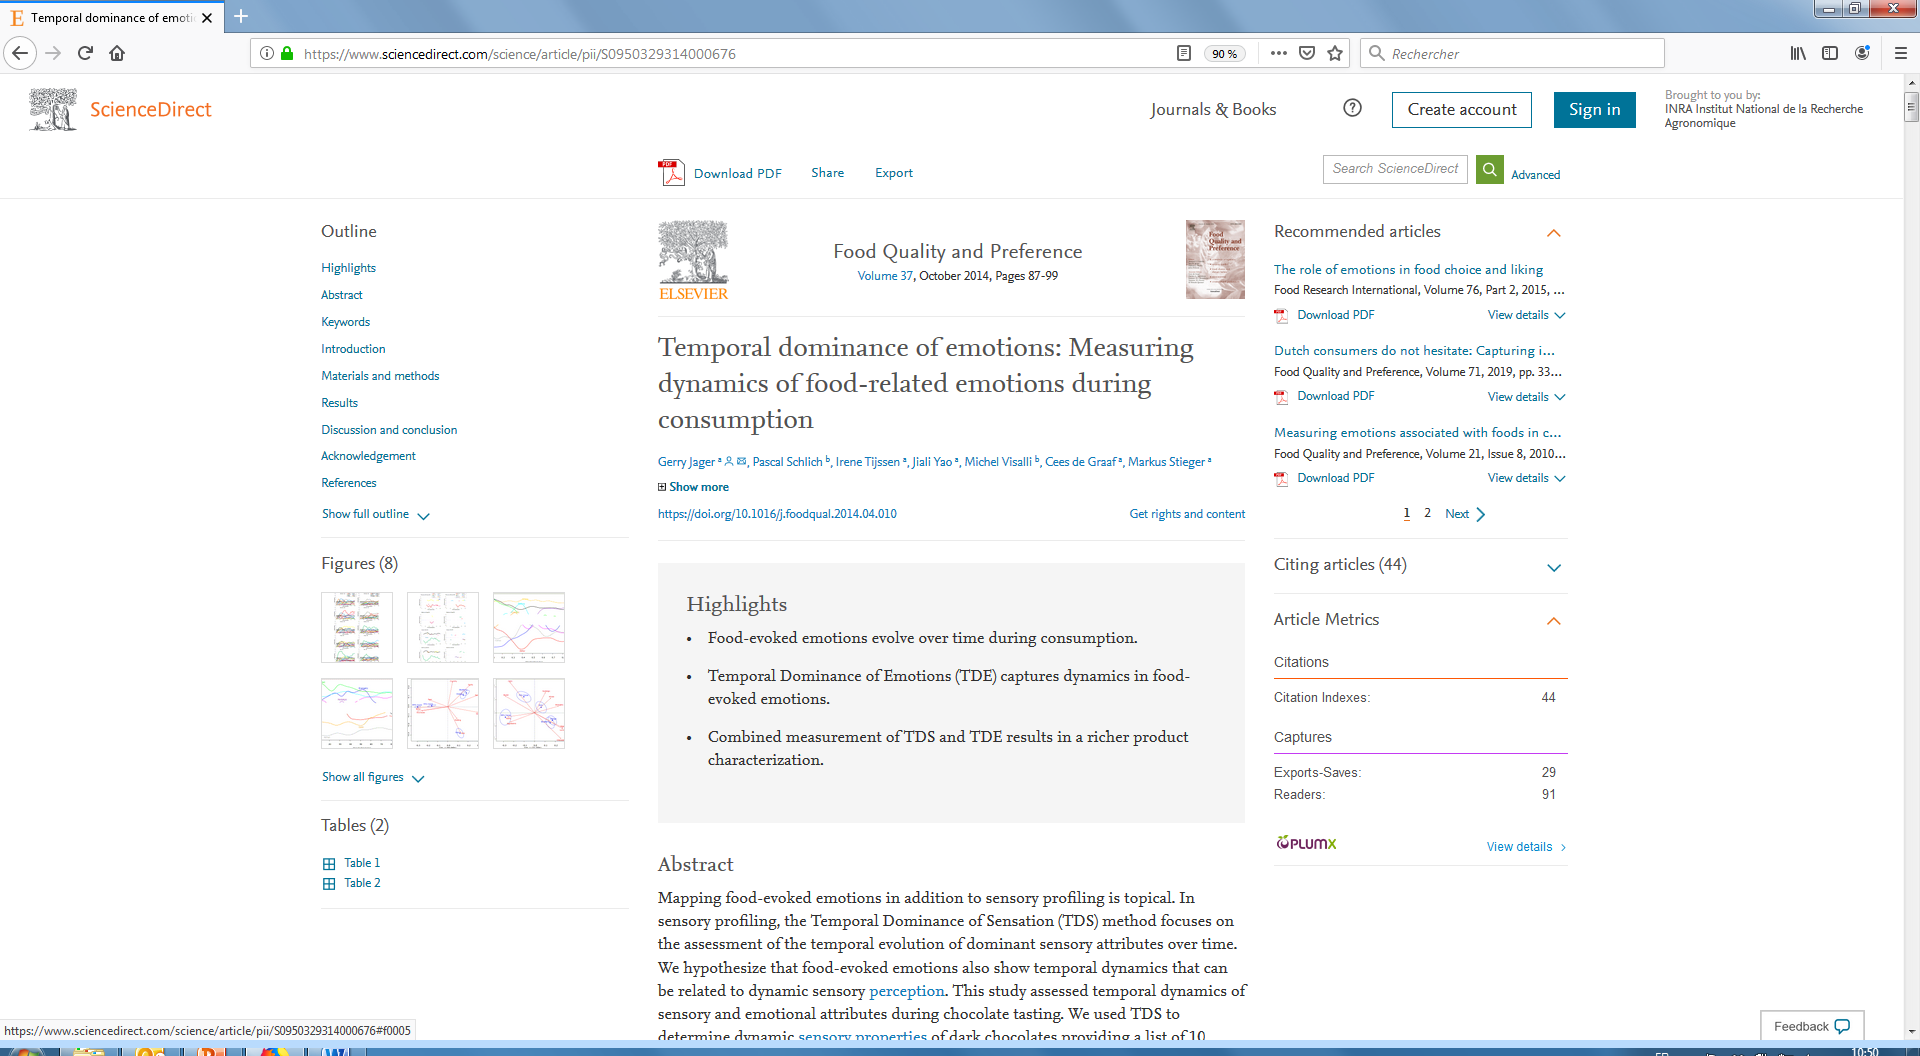 Temporal dominance of emoti
https://www.sciencedirect.com/science/article/pii/S0950329314000676
90 %
Rechercher
ScienceDirect
Journals & Books
Create account
Sign in
Brought to you by:
INRA Institut National de la Recherche
Agronomique
Download PDF
Share
Export
Search ScienceDirect
Advanced
Outline
Highlights
Abstract
Keywords
Introduction
Materials and methods
Results
Discussion and conclusion
Acknowledgement
References
Show full outline
Figures (8)
Show all figures
Tables (2)
Table 1
Table 2
ELSEVIER
Food Quality and Preference
Volume 37, October 2014, Pages 87-99
Food
Quality and
Preference
Temporal dominance of emotions: Measuring
dynamics of food-related emotions during
consumption
Gerry Jager a, Pascal Schlich b, Irene Tijssen a, Jiali Yao a, Michel Visalli b, Cees de Graaf a, Markus Stieger a
Show more
https://doi.org/10.1016/j.foodqual.2014.04.010
Get rights and content
Highlights
• Food-evoked emotions evolve over time during consumption.
• Temporal Dominance of Emotions (TDE) captures dynamics in food-
evoked emotions.
• Combined measurement of TDS and TDE results in a richer product
characterization.
Abstract
Mapping food-evoked emotions in addition to sensory profiling is topical. In
sensory profiling, the Temporal Dominance of Sensation (TDS) method focuses on
the assessment of the temporal evolution of dominant sensory attributes over time.
We hypothesize that food-evoked emotions also show temporal dynamics that can
be related to dynamic sensory perception. This study assessed temporal dynamics of
sensory and emotional attributes during chocolate tasting. We used TDS to
determine dynamic sensory properties of dark chocolates providing a list of 10
Recommended articles
The role of emotions in food choice and liking
Food Research International, Volume 76, Part 2, 2015, ...
Download PDF
View details
Dutch consumers do not hesitate: Capturing i...
Food Quality and Preference, Volume 71, 2019, pp. 33...
Download PDF
View details
Measuring emotions associated with foods in c...
Food Quality and Preference, Volume 21, Issue 8, 2010...
Download PDF
View details
1
2
Next
Citing articles (44)
Article Metrics
Citations
Citation Indexes: 44
Captures
Exports-Saves: 29
Readers: 91
PLUMX
View details
Feedback
https://www.sciencedirect.com/science/article/pii/S0950329314000676#f0005
FR
10:50